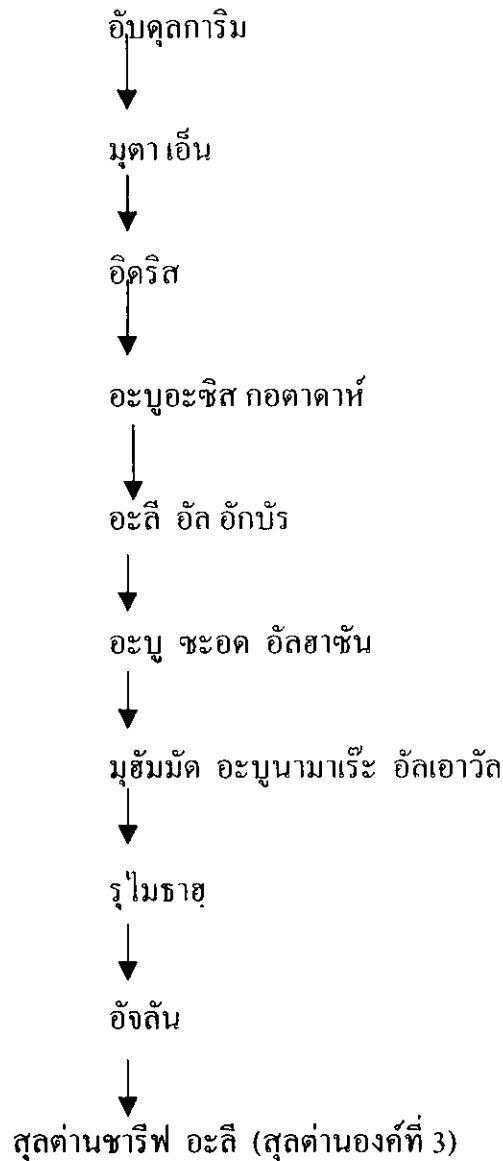 อับดุลการิม
มุตา เอ็น
อิดริส
อะบูอะซิส กอตาดาห์
อะลี อัล อักบัร
อะบู ซะอด อัลฮาซัน
มุฮัมมัด อะบูนามาเร๊ะ อัลเอาวัล
รุไมธาฮฺ
อัจลัน
สุลต่านชารีฟ อะลี (สุลต่านองค์ที่ 3)